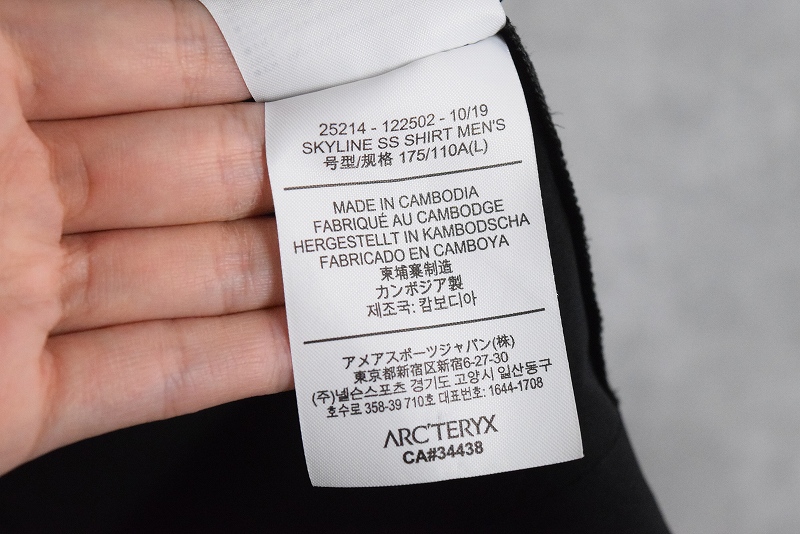 25214 - 122502 - 10/19
SKYLINE SS SHIRT MEN'S
号型/规格 175/110A(L)
MADE IN CAMBODIA
FABRIQUÉ AU CAMBODGE
HERGESTELLT IN KAMBODSCHA
FABRICADO EN CAMBOYA
柬埔寨制造
カンボジア製
제조국: 캄보디아
アメアスポーツジャパン(株)
東京都新宿区新宿6-27-30
(주)넬슨스포츠 경기도 고양시 일산동구
호수로 358-39 710호 대표번호: 1644-1708
ARC'TERYX
CA#34438